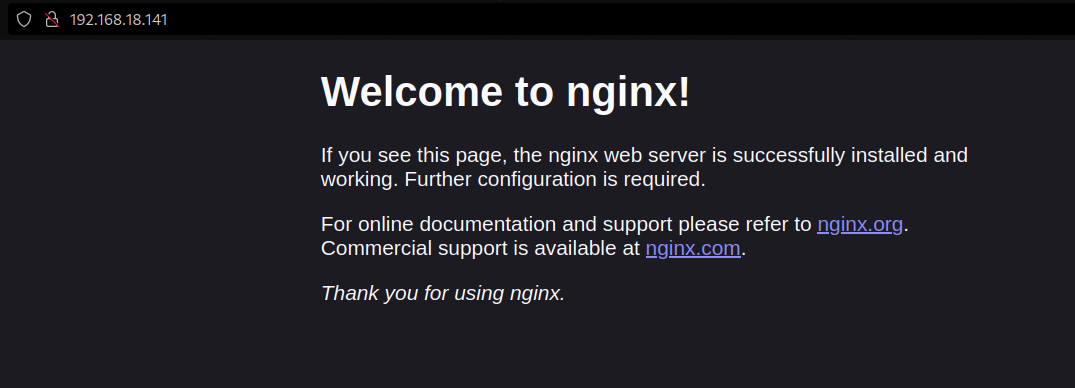 192.168.18.141
Welcome to nginx!
If you see this page, the nginx web server is successfully installed and
working. Further configuration is required.
For online documentation and support please refer to nginx.org.
Commercial support is available at nginx.com.
Thank you for using nginx.